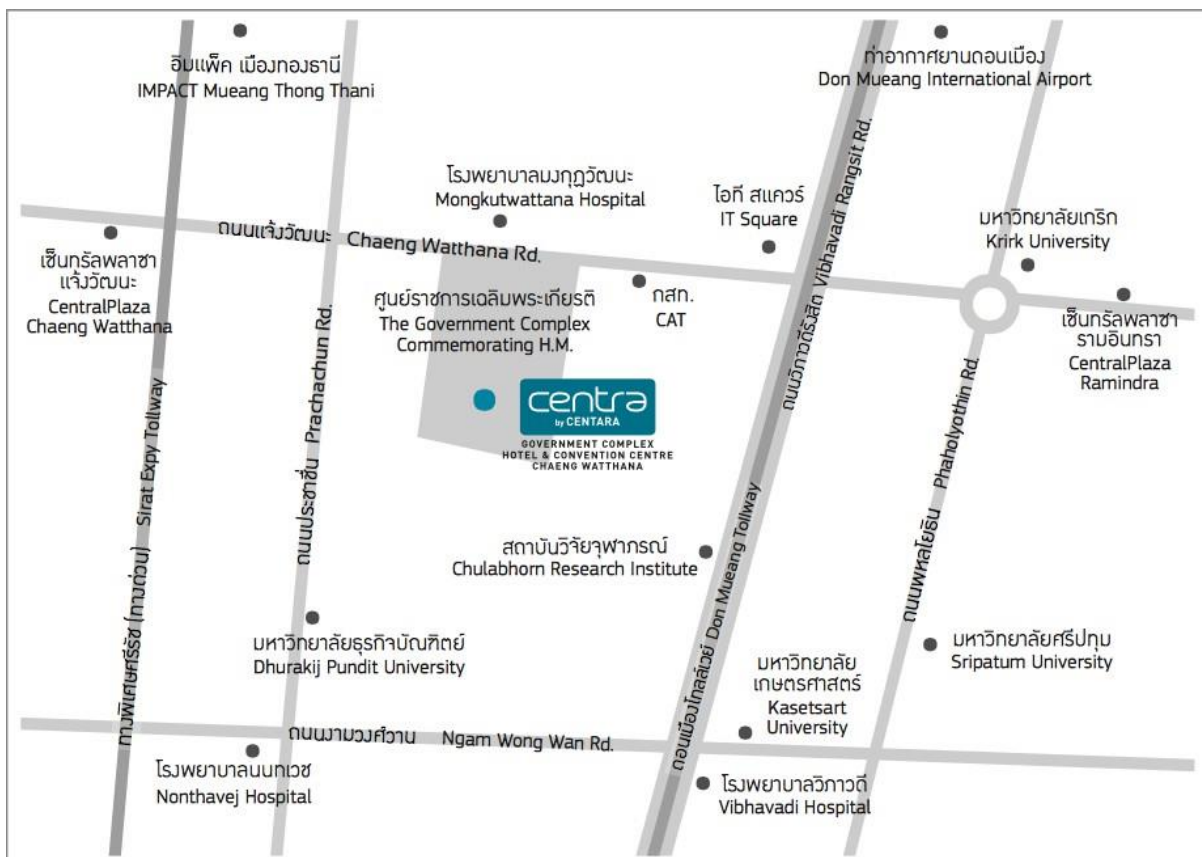 อิมแพ็ค เมืองทองธานี
IMPACT Mueang Thong Thani
ท่าอากาศยานดอนเมือง
Don Mueang International Airport
โรงพยาบาลมงกุฎวัฒนะ
Mongkutwattana Hospital
ไอที สแควร์
IT Square
มหาวิทยาลัยเกริก
Krirk University
ถนนแจ้งวัฒนะ Chaeng Watthana Rd.
เซ็นทรัลพลาซา
แจ้งวัฒนะ
CentralPlaza
Chaeng Watthana
ศูนย์ราชการเฉลิมพระเกียรติ
The Government Complex
Commemorating H.M.
กสท.
CAT
เซ็นทรัลพลาซา
รามอินทรา
CentralPlaza
Ramindra
ถนนวิภาวดีรังสิต Vibhavadi Rangsit Rd.
centra
by CENTARA
GOVERNMENT COMPLEX
HOTEL & CONVENTION CENTRE
CHAENG WATTHANA
ทางพิเศษศรีรัช (ทางด่วน) Sirat Expy Tollway
ถนนประชาชื่น Prachachun Rd.
ถนนพหลโยธิน Phaholyothin Rd.
ดอนเมืองโทลล์เวย์ Don Mueang Tollway
สถาบันวิจัยจุฬาภรณ์
Chulabhorn Research Institute
มหาวิทยาลัยธุรกิจบัณฑิตย์
Dhurakij Pundit University
มหาวิทยาลัยศรีปทุม
Sripatum University
มหาวิทยาลัย
เกษตรศาสตร์
Kasetsart
University
ถนนงามวงศ์วาน Ngam Wong Wan Rd.
โรงพยาบาลนนทเวช
Nonthavej Hospital
โรงพยาบาลวิภาวดี
Vibhavadi Hospital